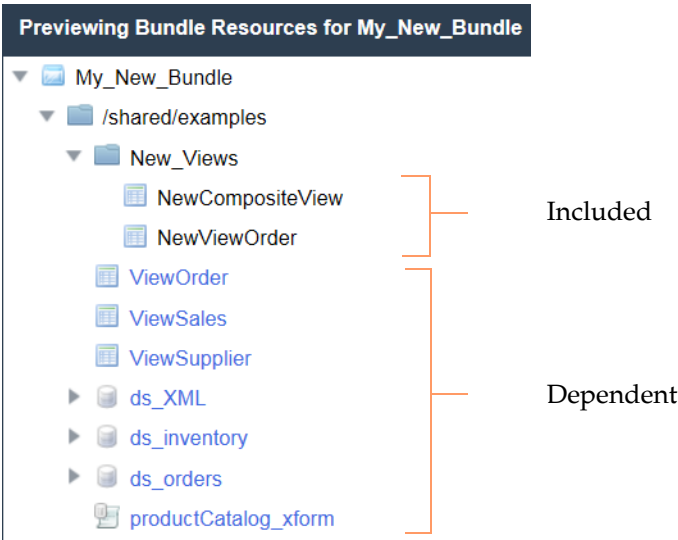 Previewing Bundle Resources for My_New_Bundle
My_New_Bundle
/shared/examples
New_Views
NewCompositeView
NewViewOrder
Included
ViewOrder
ViewSales
ViewSupplier
ds_XML
Dependent
ds_inventory
ds_orders
productCatalog_xform